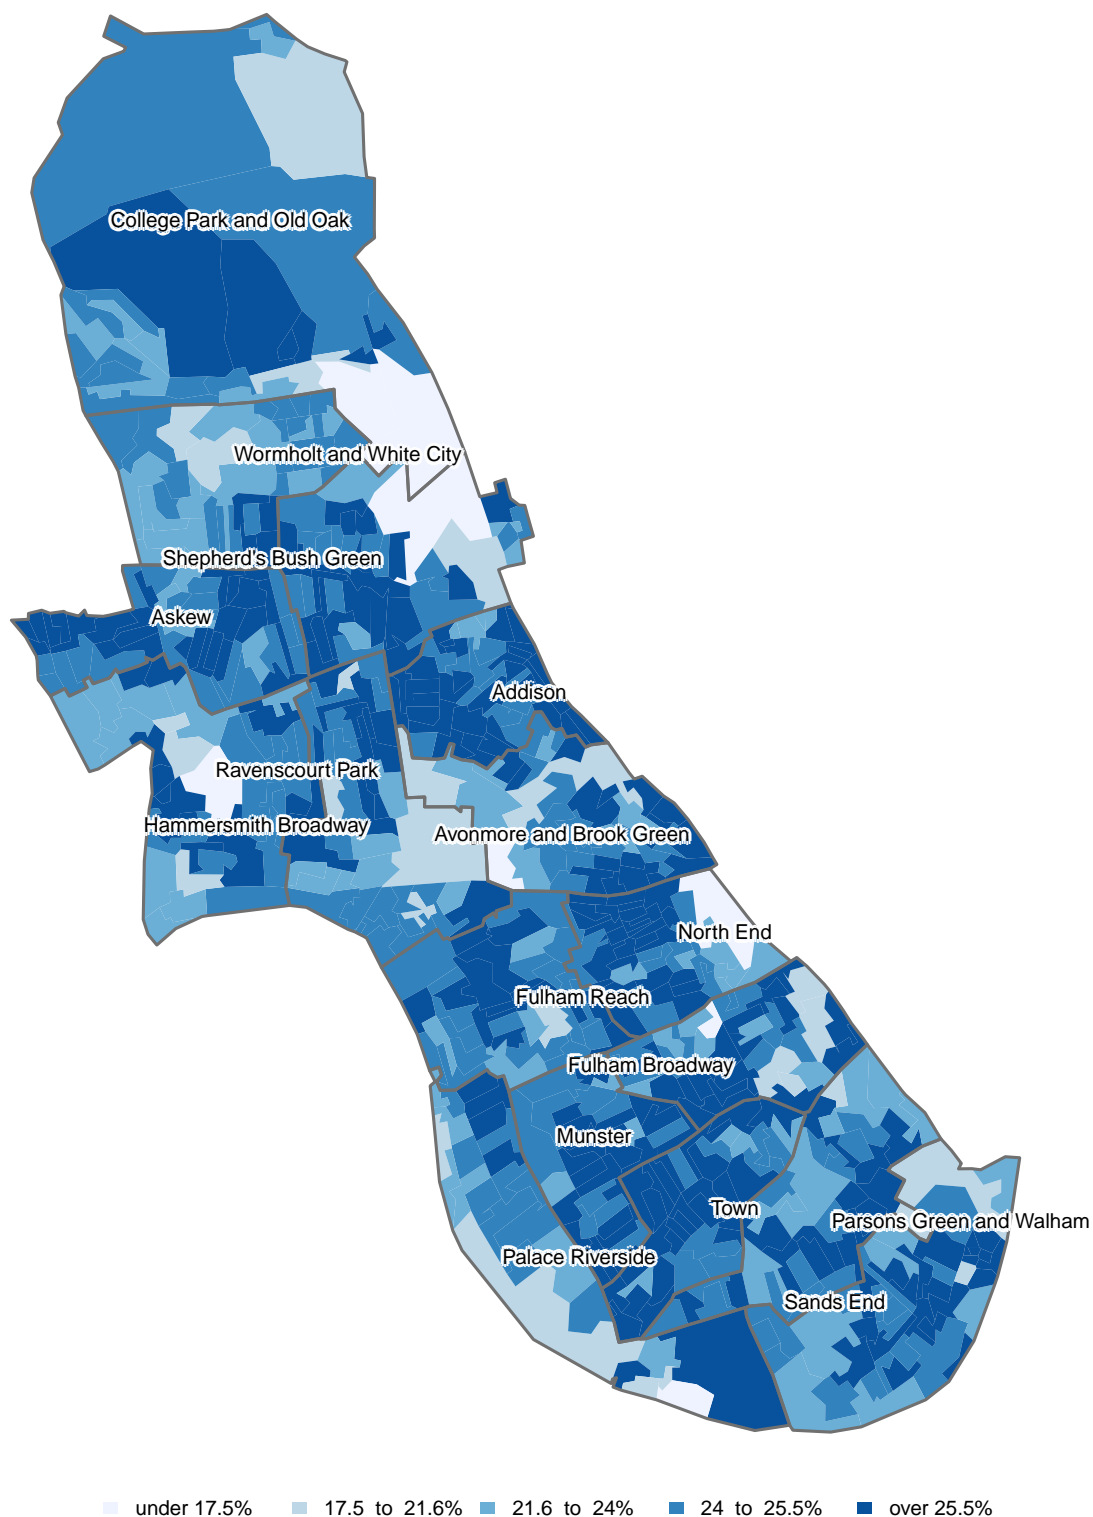 College Park and Old Oak
Wormholt and White City
Shepherd's Bush Green
Askew
Addison
Ravenscourt Park
Hammersmith Broadway
Avonmore and Brook Green
North End
Fulham Reach
Fulham Broadway
Munster
Town
Parsons Green and Walham
Palace Riverside
Sands End
under 17.5% 17.5 to 21.6% 21.6 to 24% 24 to 25.5% over 25.5%